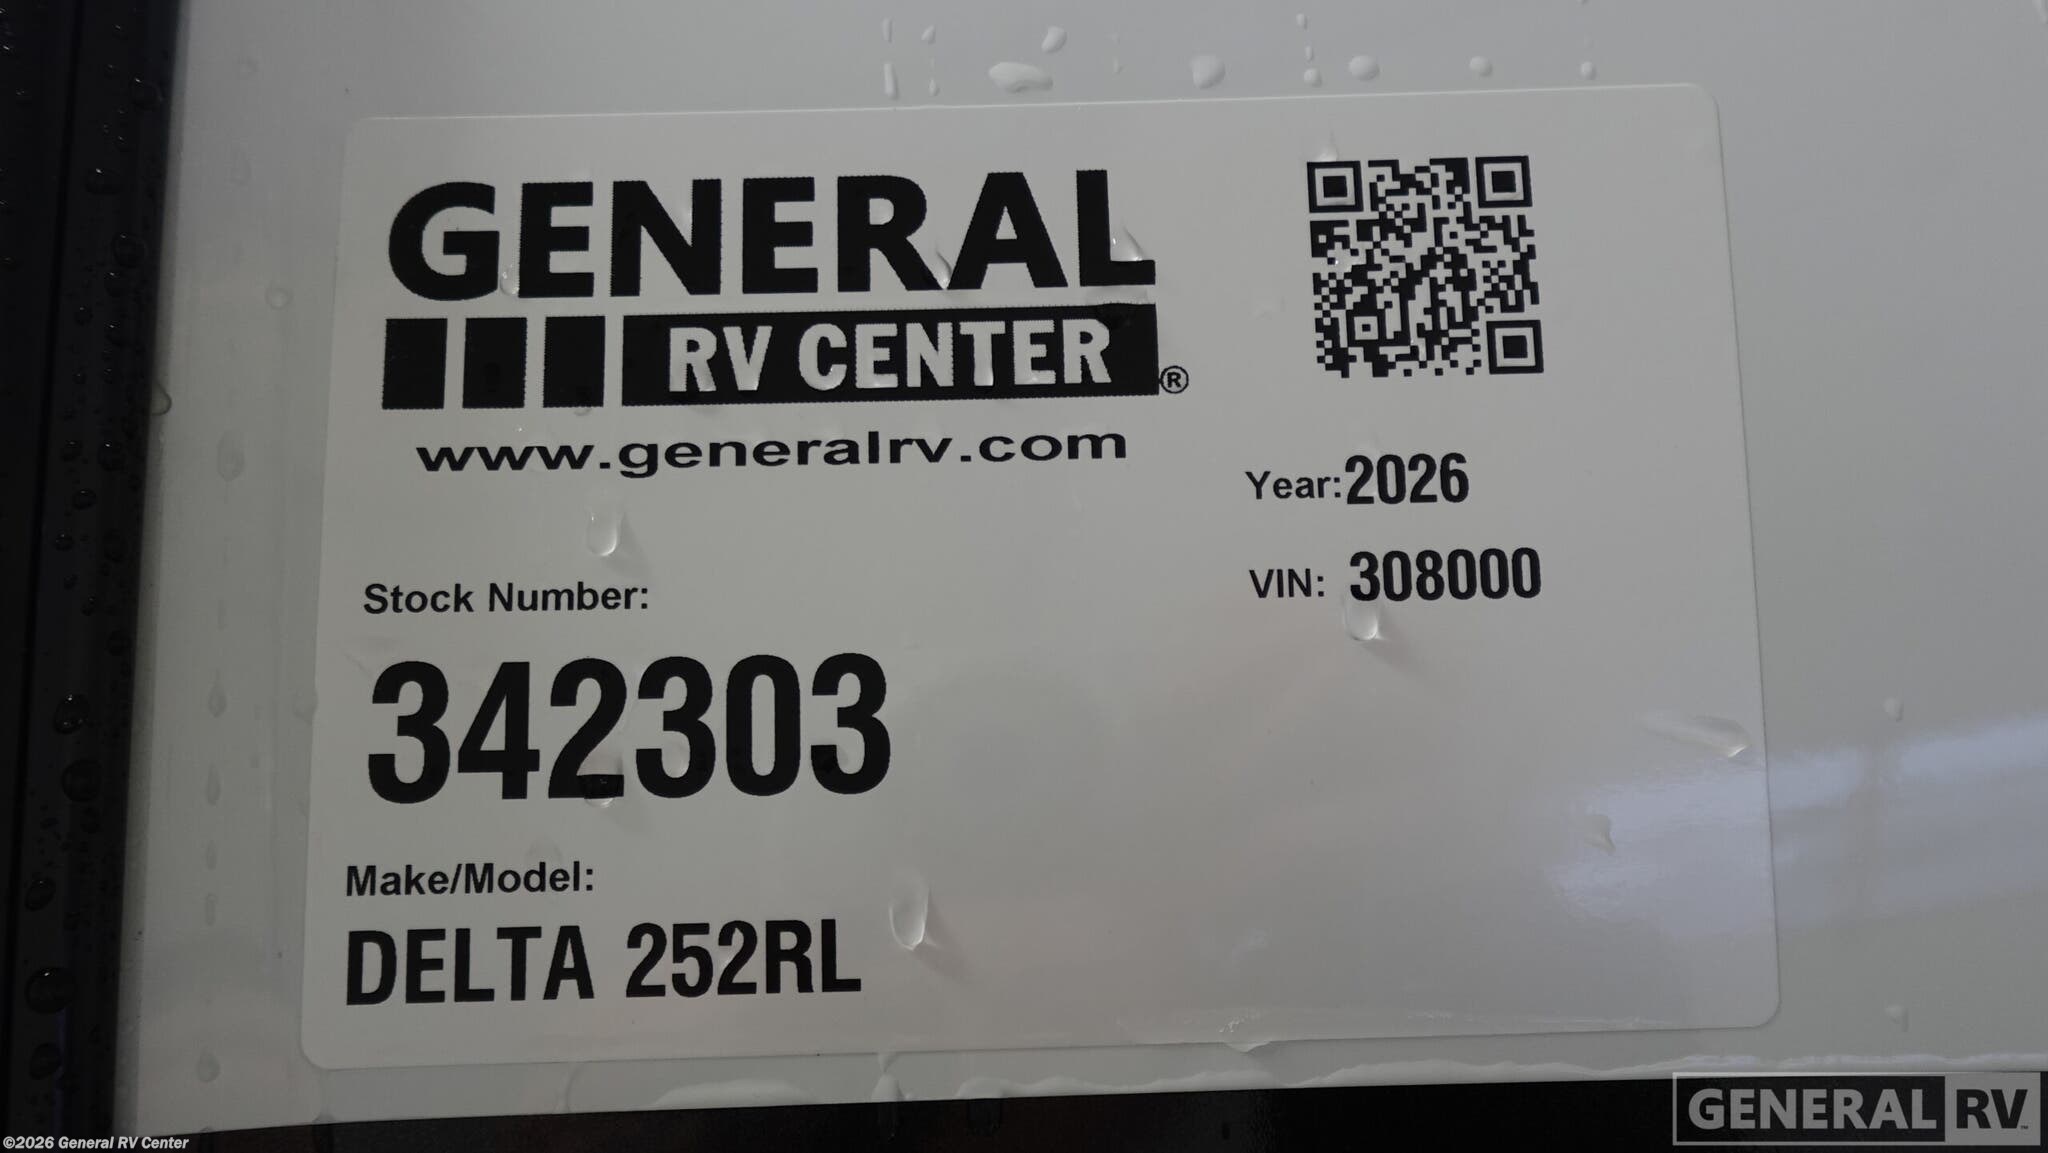 GENERAL
RV CENTER®
www.generalrv.com
Year: 2026
VIN: 308000
Stock Number:
342303
Make/Model:
DELTA 252RL
GENERAL RV™
©2026 General RV Center